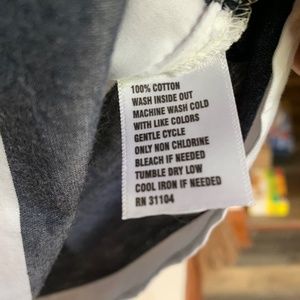 100% COTTON
WASH INSIDE OUT
MACHINE WASH COLD
WITH LIKE COLORS
GENTLE CYCLE
ONLY NON CHLORINE
BLEACH IF NEEDED
TUMBLE DRY LOW
COOL IRON IF NEEDED
RN 31104